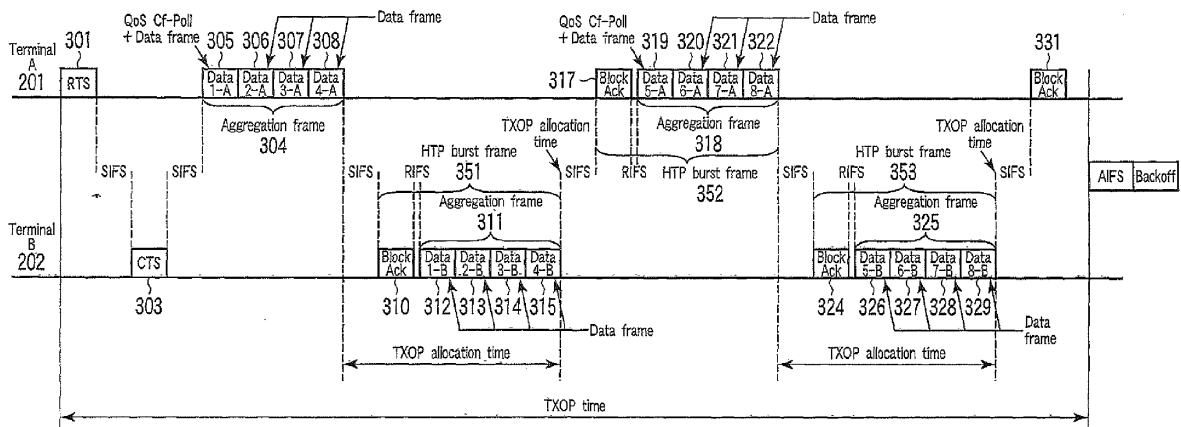 QoS Cf-Poll
+ Data frame
Data frame
Terminal
A
201
301
RTS
305 306 307 308
Data
1-A
Data
2-A
Data
3-A
Data
4-A
Aggregation frame
304
QoS Cf-Poll
+ Data frame
Data frame
317
Block
Ack
319 320 321 322
Data
5-A
Data
6-A
Data
7-A
Data
8-A
Aggregation frame
318
331
Block
Ack
TXOP allocation
time
TXOP allocation
time
SIFS
SIFS
SIFS
RIFS
HTP burst frame
351
Aggregation frame
311
SIFS
RIFS
HTP burst frame
352
SIFS
RIFS
HTP burst frame
353
Aggregation frame
325
SIFS
AIFS
Backoff
Terminal
B
202
CTS
303
Block
Ack
310
Data
1-B
Data
2-B
Data
3-B
Data
4-B
312 313 314 315
Data frame
Block
Ack
324
Data
5-B
Data
6-B
Data
7-B
Data
8-B
326 327 328 329
Data
frame
TXOP allocation time
TXOP allocation time
TXOP time